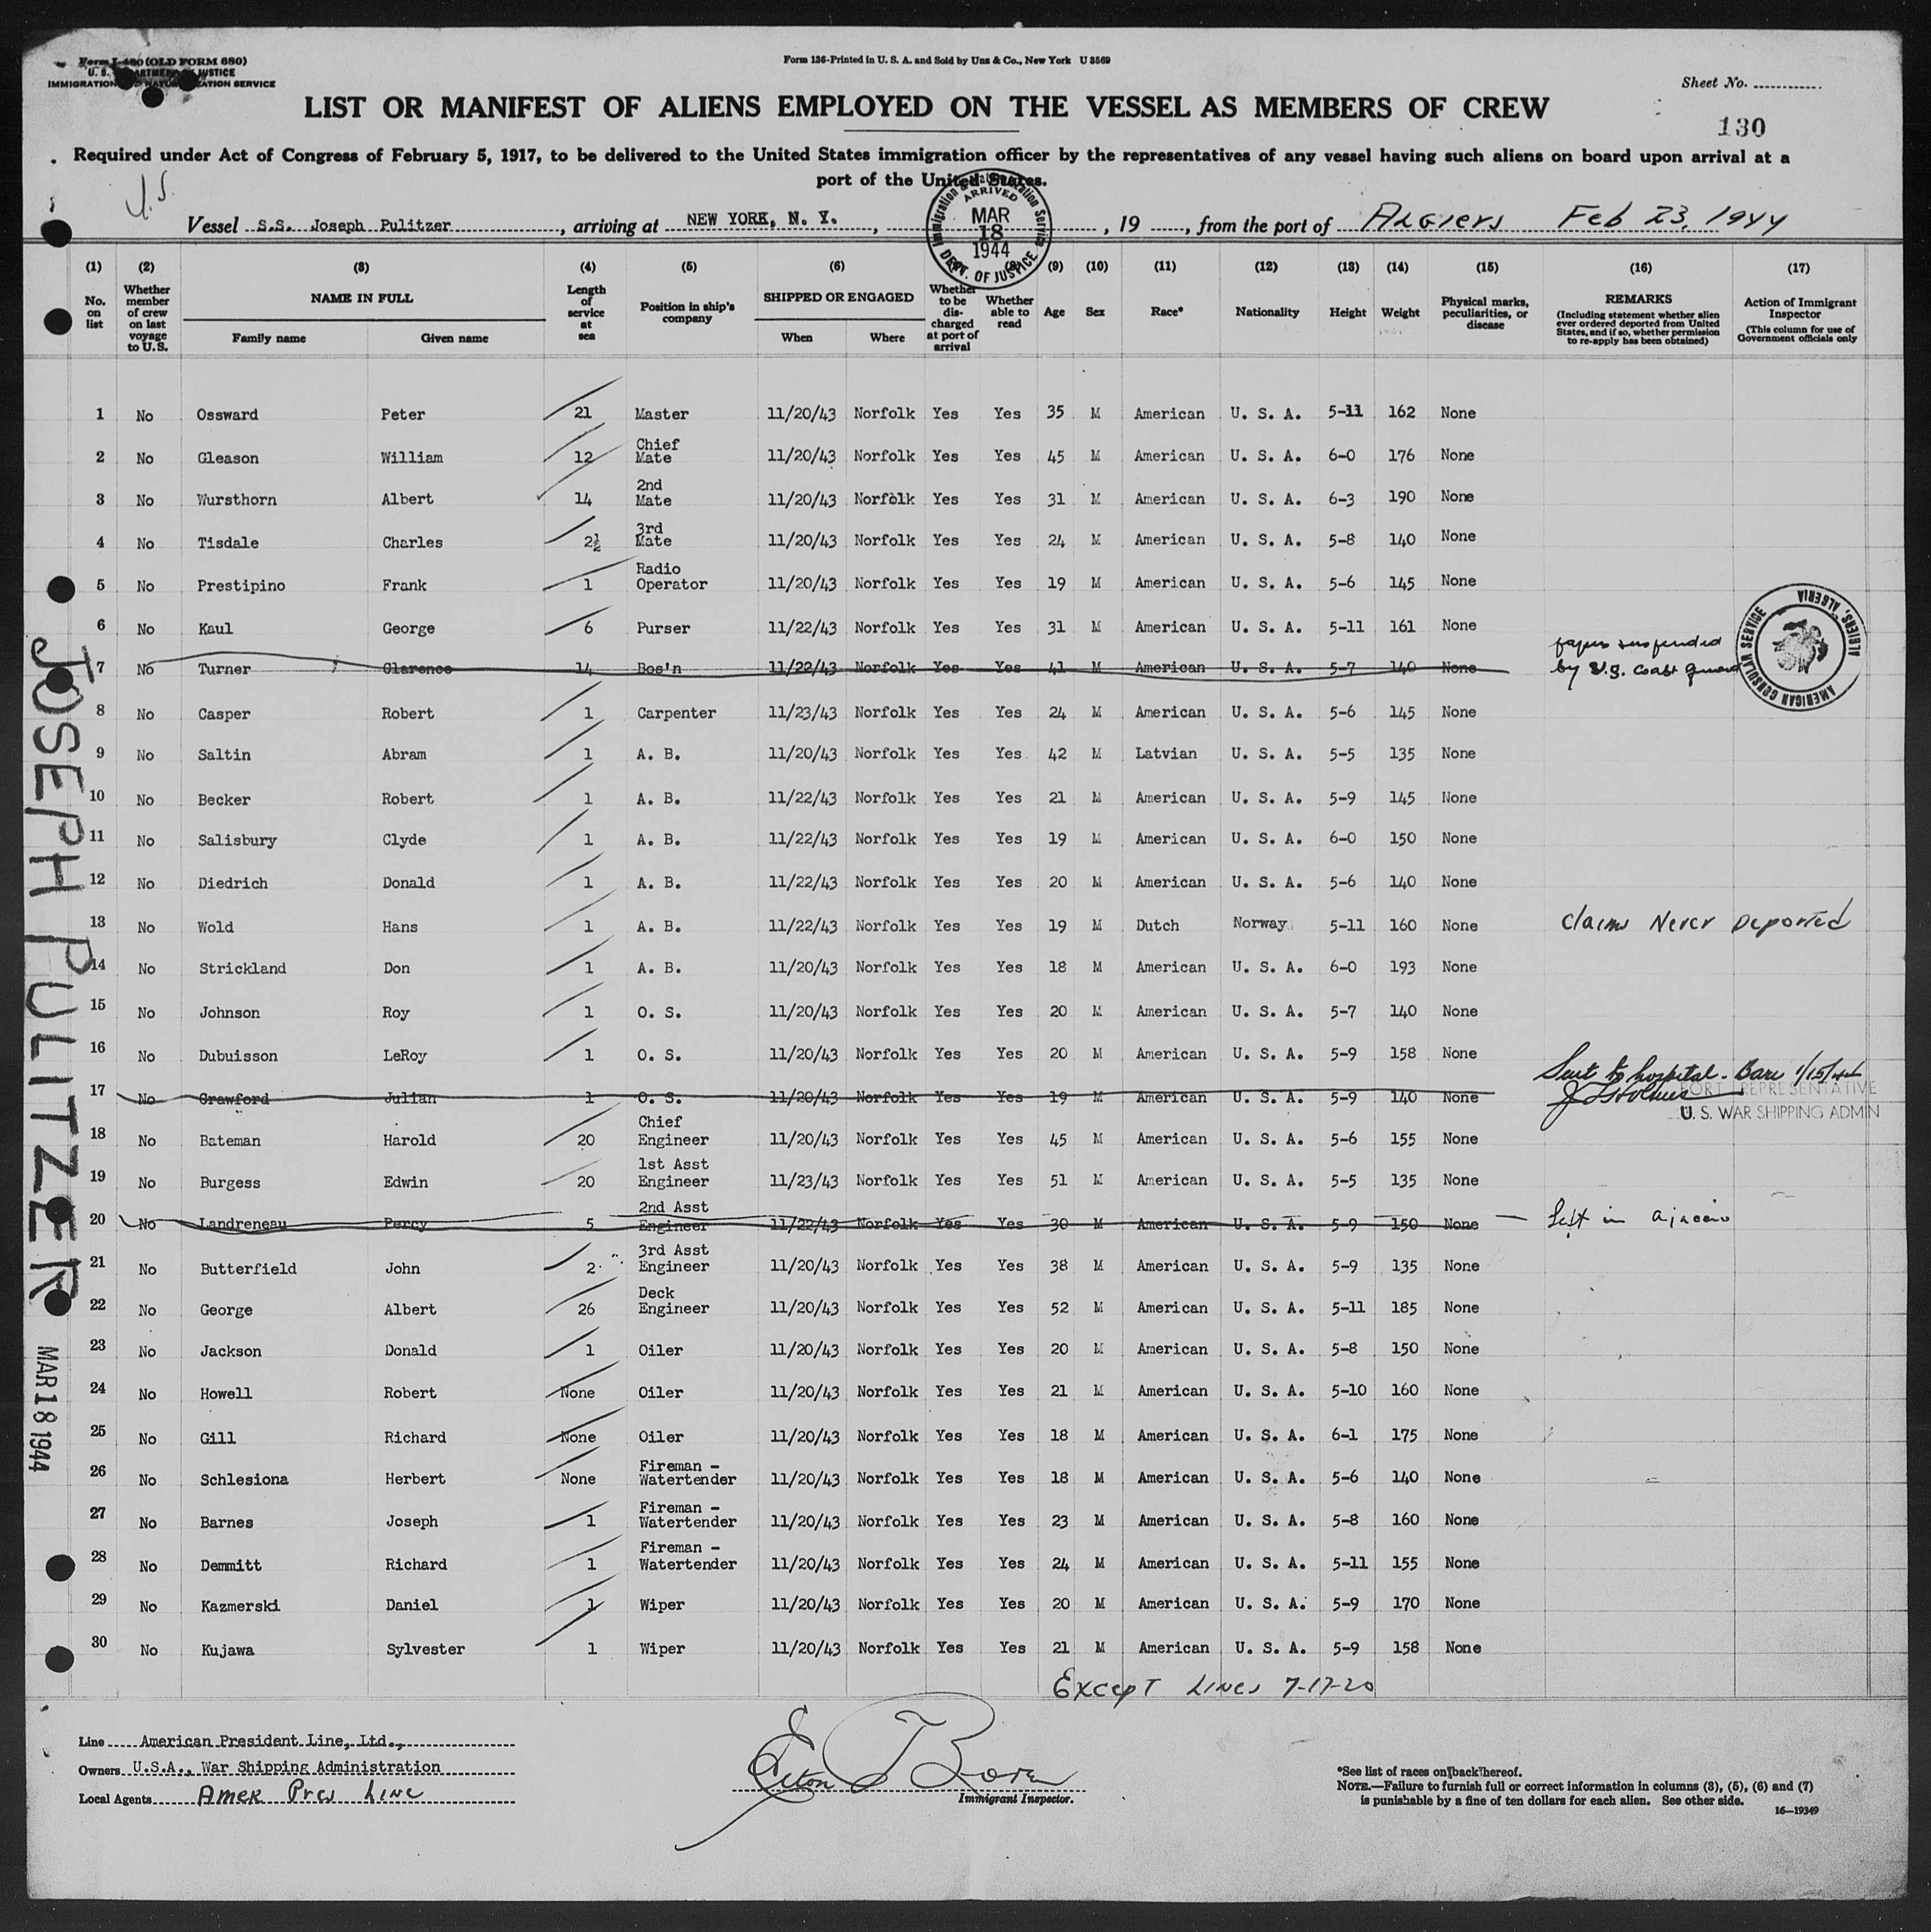 Form I-480 (OLD FORM 680)
U. S. DEPARTMENT OF JUSTICE
IMMIGRATION AND NATURALIZATION SERVICE
Form 136-Printed in U. S. A. and Sold by Unz & Co., New York U 3569
Sheet No.
LIST OR MANIFEST OF ALIENS EMPLOYED ON THE VESSEL AS MEMBERS OF CREW
130
Required under Act of Congress of February 5, 1917, to be delivered to the United States immigration officer by the representatives of any vessel having such aliens on board upon arrival at a
port of the United States.
U.S.
Vessel S.S. Joseph Pulitzer, arriving at NEW YORK, N. Y., , 19 , from the port of Algiers Feb 23, 1944
Immigration & Naturalization Service ARRIVED MAR 18 1944 DEPT. OF JUSTICE
(1) (2) (3) (4) (5) (6) (8) (9) (10) (11) (12) (13) (14) (15) (16) (17)
No. on list
Whether member of crew on last voyage to U.S.
NAME IN FULL
Family name Given name
Length of service at sea
Position in ship's company
SHIPPED OR ENGAGED
When Where
Whether to be discharged at port of arrival
Whether able to read
Age Sex Race* Nationality Height Weight
Physical marks, peculiarities, or disease
REMARKS
(Including statement whether alien ever ordered deported from United States, and if so, whether permission to re-apply has been obtained)
Action of Immigrant Inspector
(This column for use of Government officials only
1 No Ossward Peter 21 Master 11/20/43 Norfolk Yes Yes 35 M American U. S. A. 5-11 162 None
2 No Gleason William 12 Chief Mate 11/20/43 Norfolk Yes Yes 45 M American U. S. A. 6-0 176 None
3 No Wursthorn Albert 14 2nd Mate 11/20/43 Norfolk Yes Yes 31 M American U. S. A. 6-3 190 None
4 No Tisdale Charles 2½ 3rd Mate 11/20/43 Norfolk Yes Yes 24 M American U. S. A. 5-8 140 None
5 No Prestipino Frank 1 Radio Operator 11/20/43 Norfolk Yes Yes 19 M American U. S. A. 5-6 145 None
6 No Kaul George 6 Purser 11/22/43 Norfolk Yes Yes 31 M American U. S. A. 5-11 161 None
7 No Turner Clarence 14 Bos'n 11/22/43 Norfolk Yes Yes 41 M American U. S. A. 5-7 140 None papers suspended by U.S. Coast Guard
AMERICAN CONSULAR SERVICE ALGIERS, ALGERIA
8 No Casper Robert 1 Carpenter 11/23/43 Norfolk Yes Yes 24 M American U. S. A. 5-6 145 None
9 No Saltin Abram 1 A. B. 11/20/43 Norfolk Yes Yes 42 M Latvian U. S. A. 5-5 135 None
10 No Becker Robert 1 A. B. 11/22/43 Norfolk Yes Yes 21 M American U. S. A. 5-9 145 None
11 No Salisbury Clyde 1 A. B. 11/22/43 Norfolk Yes Yes 19 M American U. S. A. 6-0 150 None
12 No Diedrich Donald 1 A. B. 11/22/43 Norfolk Yes Yes 20 M American U. S. A. 5-6 140 None
13 No Wold Hans 1 A. B. 11/22/43 Norfolk Yes Yes 19 M Dutch Norway 5-11 160 None Claims Never Deported
14 No Strickland Don 1 A. B. 11/20/43 Norfolk Yes Yes 18 M American U. S. A. 6-0 193 None
15 No Johnson Roy 1 O. S. 11/20/43 Norfolk Yes Yes 20 M American U. S. A. 5-7 140 None
16 No Dubuisson LeRoy 1 O. S. 11/20/43 Norfolk Yes Yes 20 M American U. S. A. 5-9 158 None
17 No Crawford Julian 1 O. S. 11/20/43 Norfolk Yes Yes 19 M American U. S. A. 5-9 140 None Sent to hospital - Bari 1/15/44
PORT REPRESENTATIVE
U. S. WAR SHIPPING ADMIN
18 No Bateman Harold 20 Chief Engineer 11/20/43 Norfolk Yes Yes 45 M American U. S. A. 5-6 155 None
19 No Burgess Edwin 20 1st Asst Engineer 11/23/43 Norfolk Yes Yes 51 M American U. S. A. 5-5 135 None
20 No Landreneau Percy 5 2nd Asst Engineer 11/22/43 Norfolk Yes Yes 30 M American U. S. A. 5-9 150 None Left in Ajaccio
21 No Butterfield John 2 3rd Asst Engineer 11/20/43 Norfolk Yes Yes 38 M American U. S. A. 5-9 135 None
22 No George Albert 26 Deck Engineer 11/20/43 Norfolk Yes Yes 52 M American U. S. A. 5-11 185 None
23 No Jackson Donald 1 Oiler 11/20/43 Norfolk Yes Yes 20 M American U. S. A. 5-8 150 None
24 No Howell Robert None Oiler 11/20/43 Norfolk Yes Yes 21 M American U. S. A. 5-10 160 None
25 No Gill Richard None Oiler 11/20/43 Norfolk Yes Yes 18 M American U. S. A. 6-1 175 None
26 No Schlesiona Herbert None Fireman - Watertender 11/20/43 Norfolk Yes Yes 18 M American U. S. A. 5-6 140 None
27 No Barnes Joseph 1 Fireman - Watertender 11/20/43 Norfolk Yes Yes 23 M American U. S. A. 5-8 160 None
28 No Demmitt Richard 1 Fireman - Watertender 11/20/43 Norfolk Yes Yes 24 M American U. S. A. 5-11 155 None
29 No Kazmerski Daniel 1 Wiper 11/20/43 Norfolk Yes Yes 20 M American U. S. A. 5-9 170 None
30 No Kujawa Sylvester 1 Wiper 11/20/43 Norfolk Yes Yes 21 M American U. S. A. 5-9 158 None
Except Lines 7-17-20
JOSEPH PULITZER
MAR 18 1944
Line American President Line, Ltd.,
Owners U.S.A., War Shipping Administration
Local Agents Amer Pres Line
Immigrant Inspector.
*See list of races on back hereof.
NOTE.—Failure to furnish full or correct information in columns (3), (5), (6) and (7)
is punishable by a fine of ten dollars for each alien. See other side.
16—19349